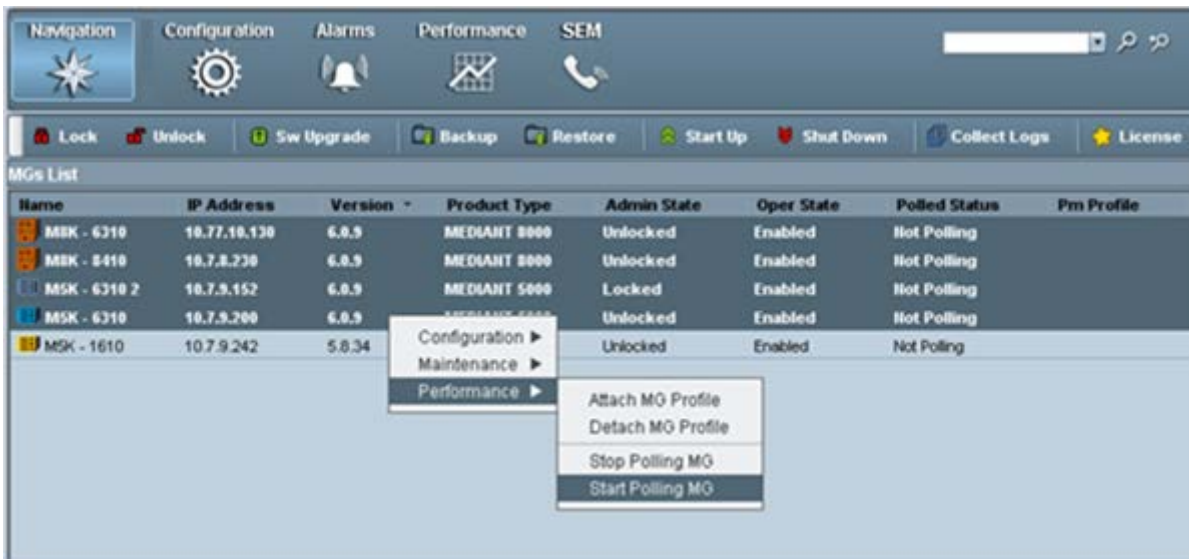 Navigation Configuration Alarms Performance SEM
Lock Unlock Sw Upgrade Backup Restore Start Up Shut Down Collect Logs License
MGs List
Name IP Address Version Product Type Admin State Oper State Polled Status Pm Profile
M8K - 6310 10.77.10.130 6.0.9 MEDIANT 8000 Unlocked Enabled Not Polling
M8K - 8410 10.7.8.230 6.0.9 MEDIANT 8000 Unlocked Enabled Not Polling
M5K - 6310 2 10.7.9.152 6.0.9 MEDIANT 5000 Locked Enabled Not Polling
M5K - 6310 10.7.9.200 6.0.9 MEDIANT 5000 Unlocked Enabled Not Polling
M5K - 1610 10.7.9.242 5.8.34 Unlocked Enabled Not Polling
Configuration
Maintenance
Performance
Attach MG Profile
Detach MG Profile
Stop Polling MG
Start Polling MG